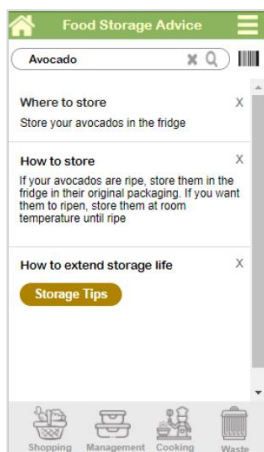 Food Storage Advice
Avocado
Where to store
X
Store your avocados in the fridge
How to store
X
If your avocados are ripe, store them in the
fridge in their original packaging. If you want
them to ripen, store them at room
temperature until ripe
How to extend storage life
X
Storage Tips
Shopping Management Cooking Waste